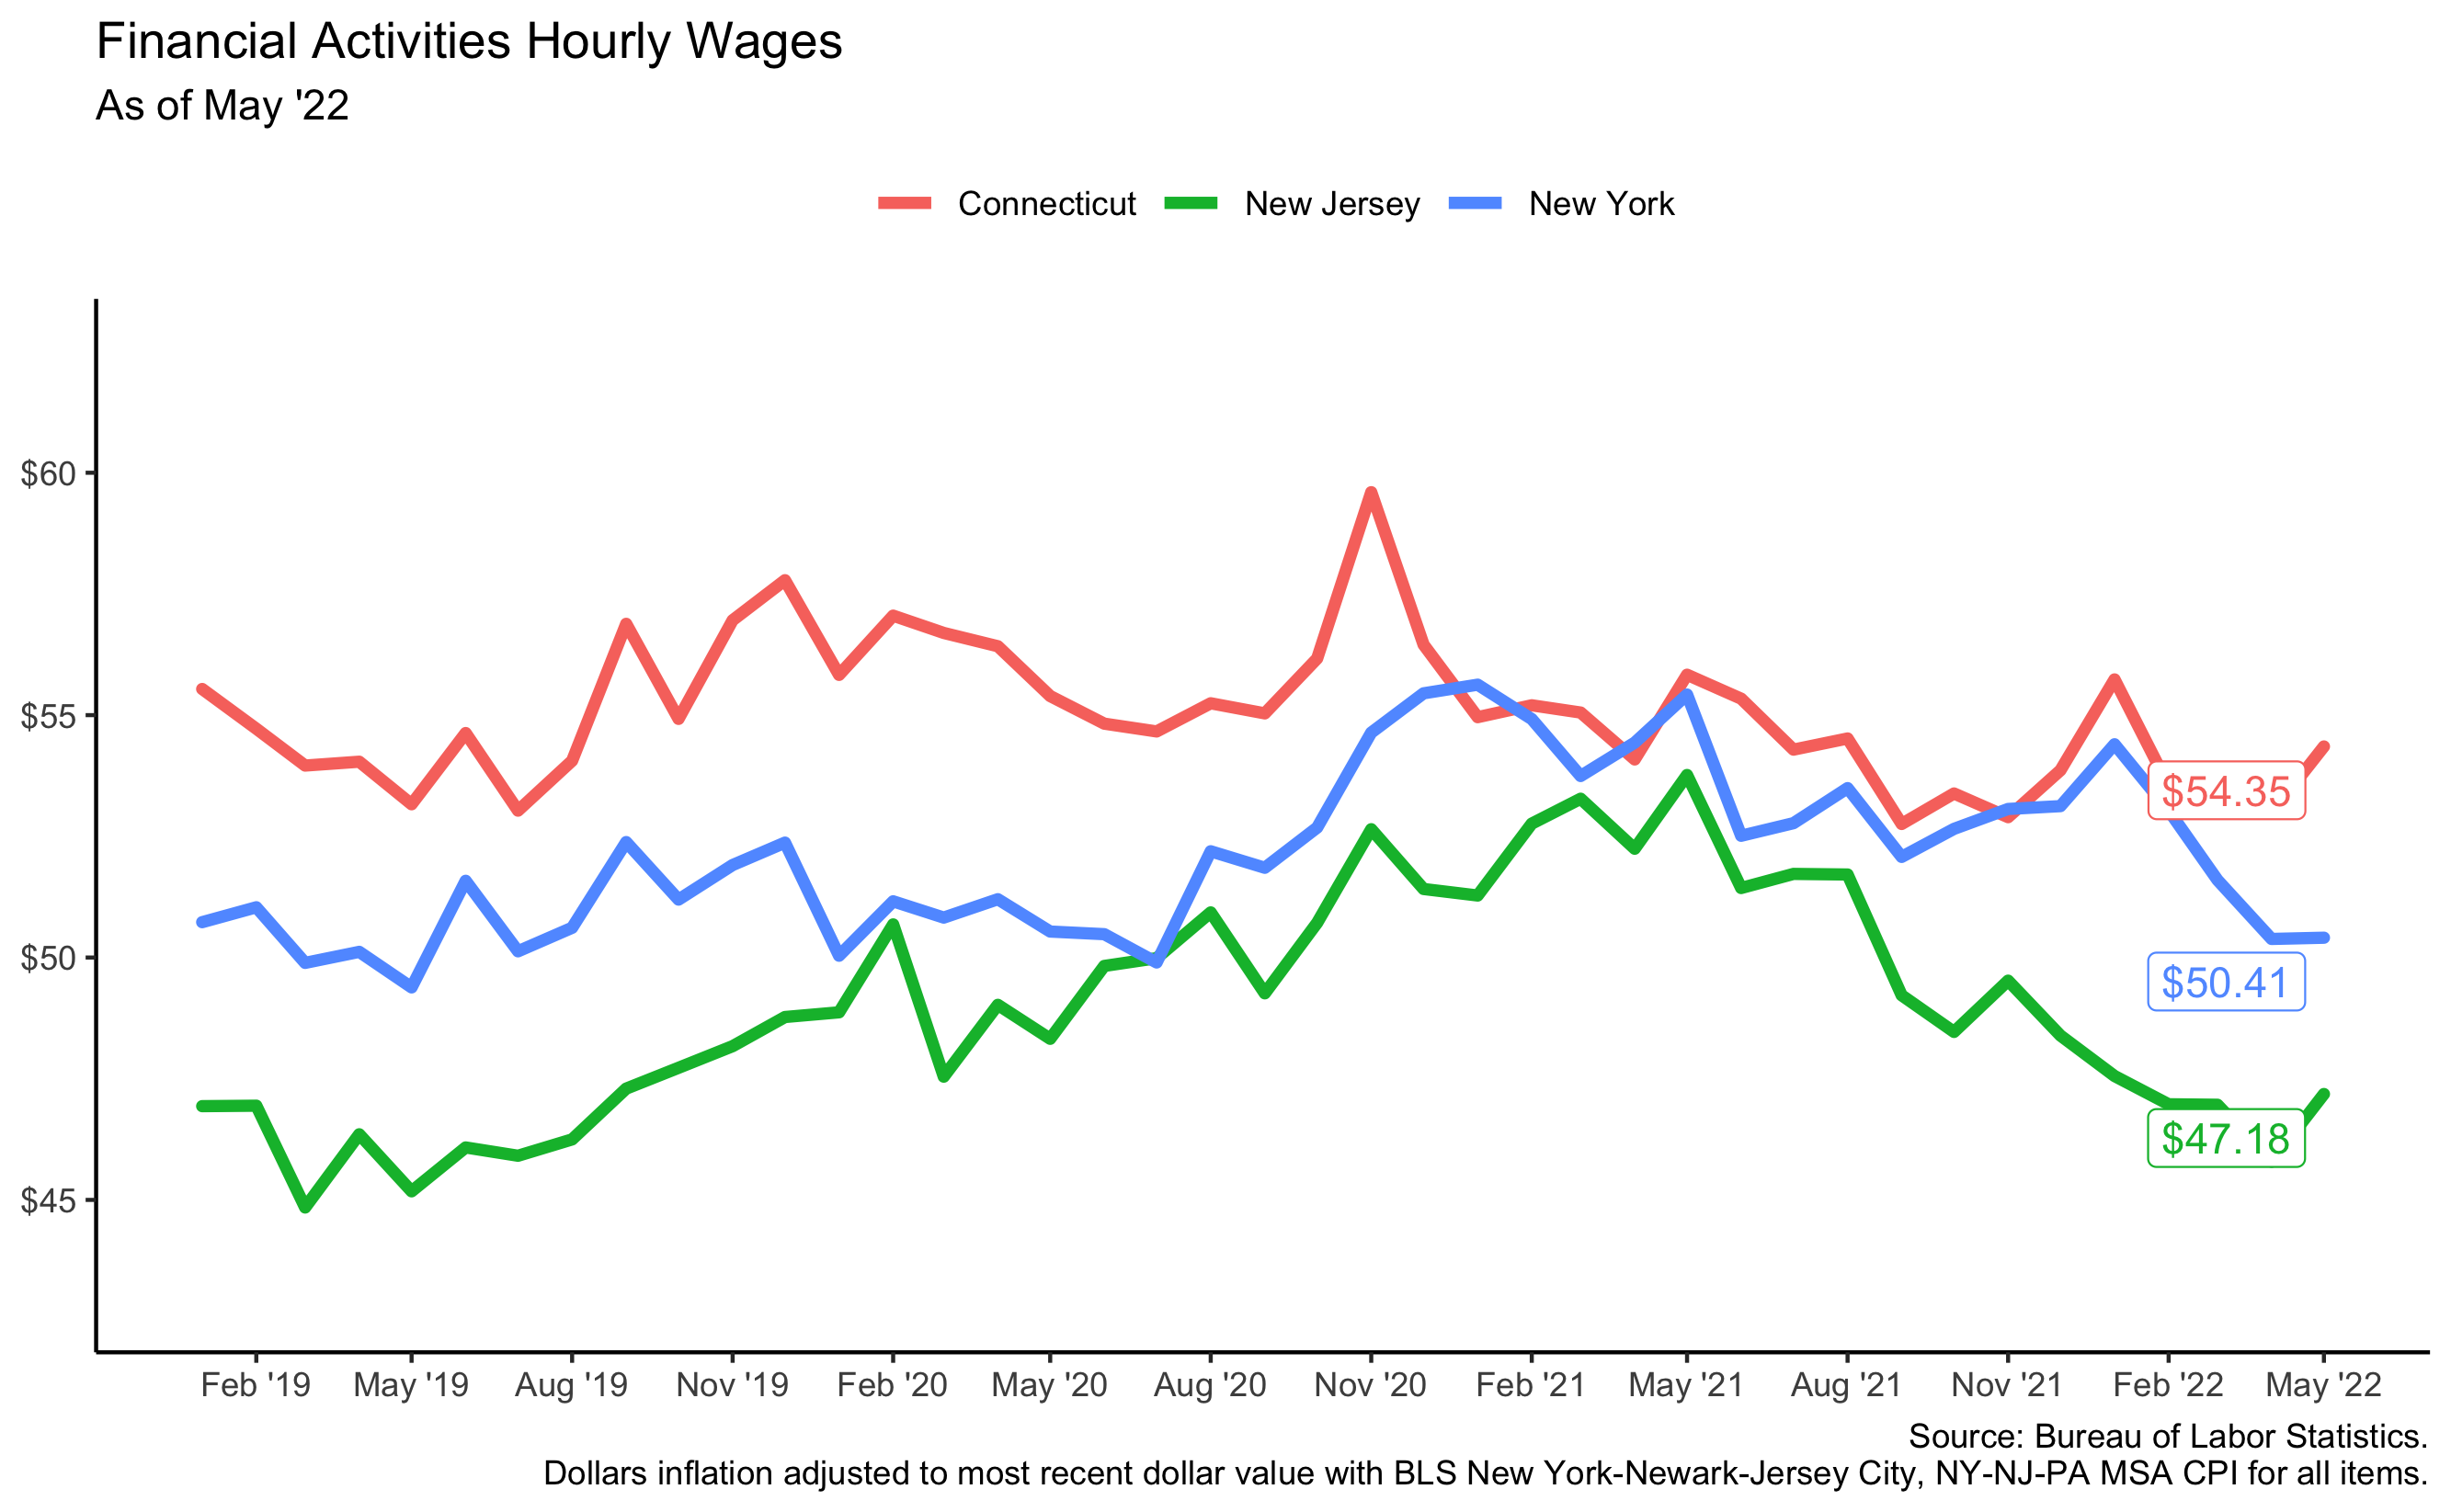 Financial Activities Hourly Wages
As of May '22
Connecticut New Jersey New York
$60
$55
$50
$45
$54.35
$50.41
$47.18
Feb '19 May '19 Aug '19 Nov '19 Feb '20 May '20 Aug '20 Nov '20 Feb '21 May '21 Aug '21 Nov '21 Feb '22 May '22
Source: Bureau of Labor Statistics.
Dollars inflation adjusted to most recent dollar value with BLS New York-Newark-Jersey City, NY-NJ-PA MSA CPI for all items.